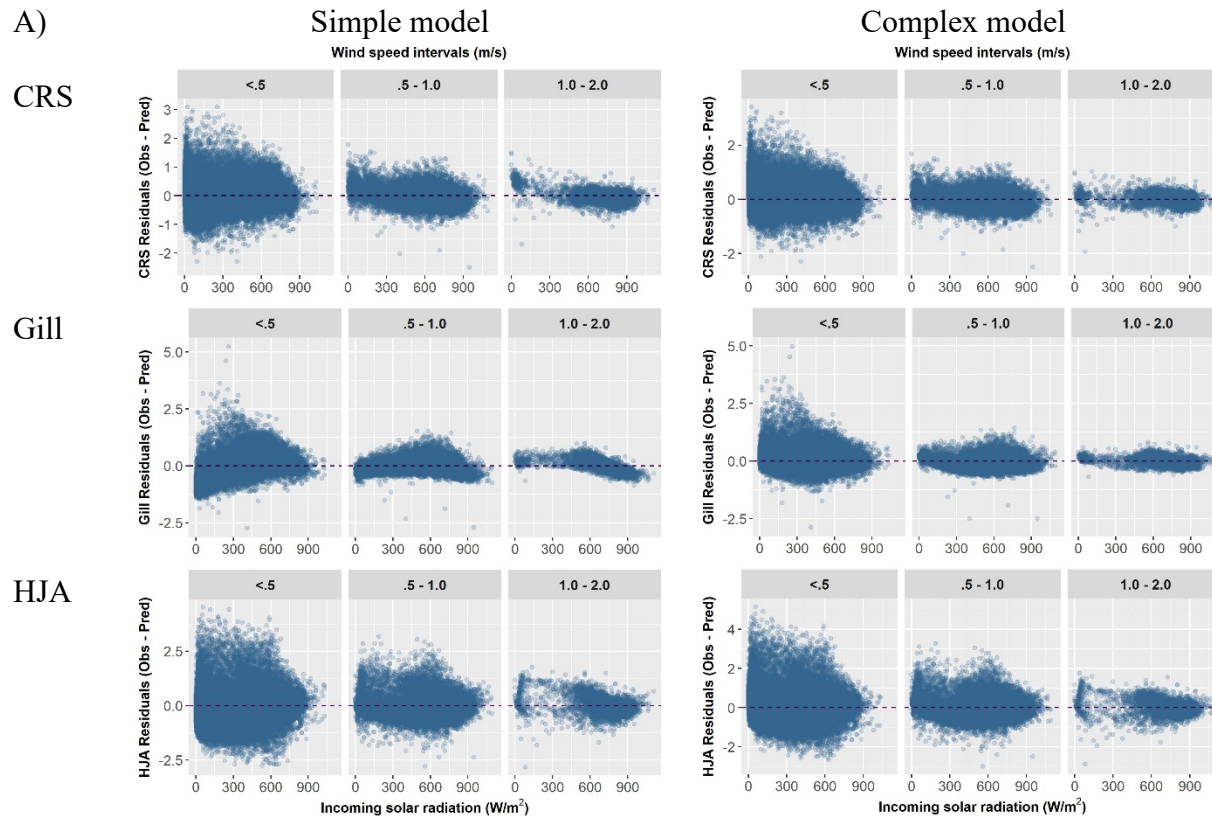 A) Simple model Complex model
Wind speed intervals (m/s) Wind speed intervals (m/s)
CRS
<.5 .5 - 1.0 1.0 - 2.0 <.5 .5 - 1.0 1.0 - 2.0
CRS Residuals (Obs - Pred)
3
2
1
0
-1
-2
0 300 600 900 0 300 600 900 0 300 600 900
CRS Residuals (Obs - Pred)
2
0
-2
0 300 600 900 0 300 600 900 0 300 600 900
Gill
<.5 .5 - 1.0 1.0 - 2.0 <.5 .5 - 1.0 1.0 - 2.0
Gill Residuals (Obs - Pred)
5.0
2.5
0.0
-2.5
0 300 600 900 0 300 600 900 0 300 600 900
Gill Residuals (Obs - Pred)
5.0
2.5
0.0
-2.5
0 300 600 900 0 300 600 900 0 300 600 900
HJA
<.5 .5 - 1.0 1.0 - 2.0 <.5 .5 - 1.0 1.0 - 2.0
HJA Residuals (Obs - Pred)
2.5
0.0
-2.5
0 300 600 900 0 300 600 900 0 300 600 900
HJA Residuals (Obs - Pred)
4
2
0
-2
0 300 600 900 0 300 600 900 0 300 600 900
Incoming solar radiation (W/m²) Incoming solar radiation (W/m²)